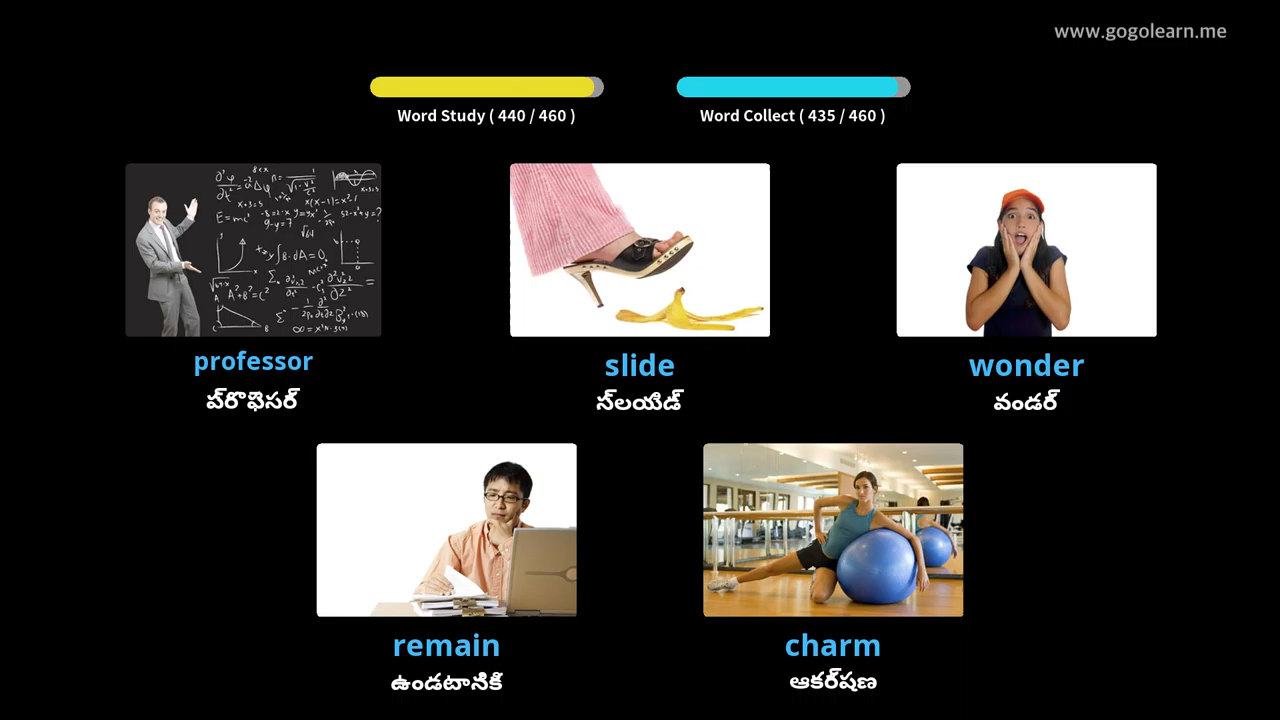 www.gogolearn.me
Word Study ( 440 / 460 )
Word Collect ( 435 / 460 )
professor
ప్రొఫెసర్
slide
స్లయిడ్
wonder
వండర్
remain
ఉండటానికి
charm
ఆకర్షణ